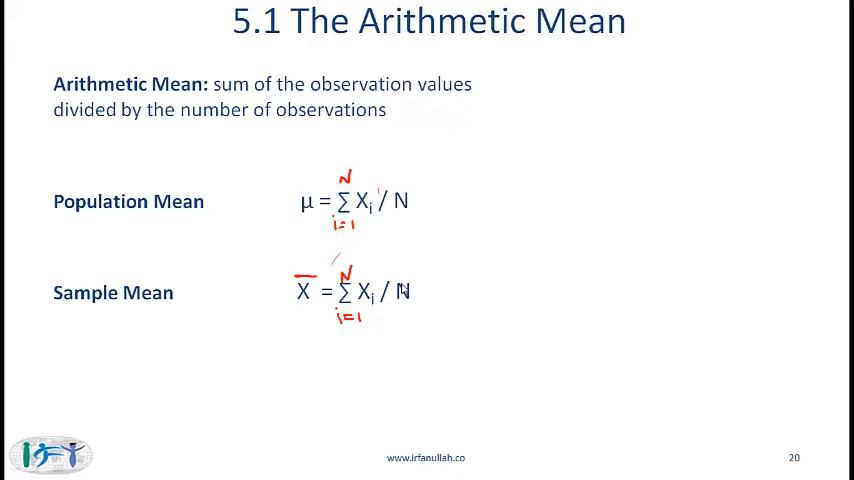 5.1 The Arithmetic Mean
Arithmetic Mean: sum of the observation values
divided by the number of observations
N
Population Mean μ = ∑ Xi / N
i=1
N
Sample Mean X̄ = ∑ Xi / N
i=1
www.irfanullah.co 20